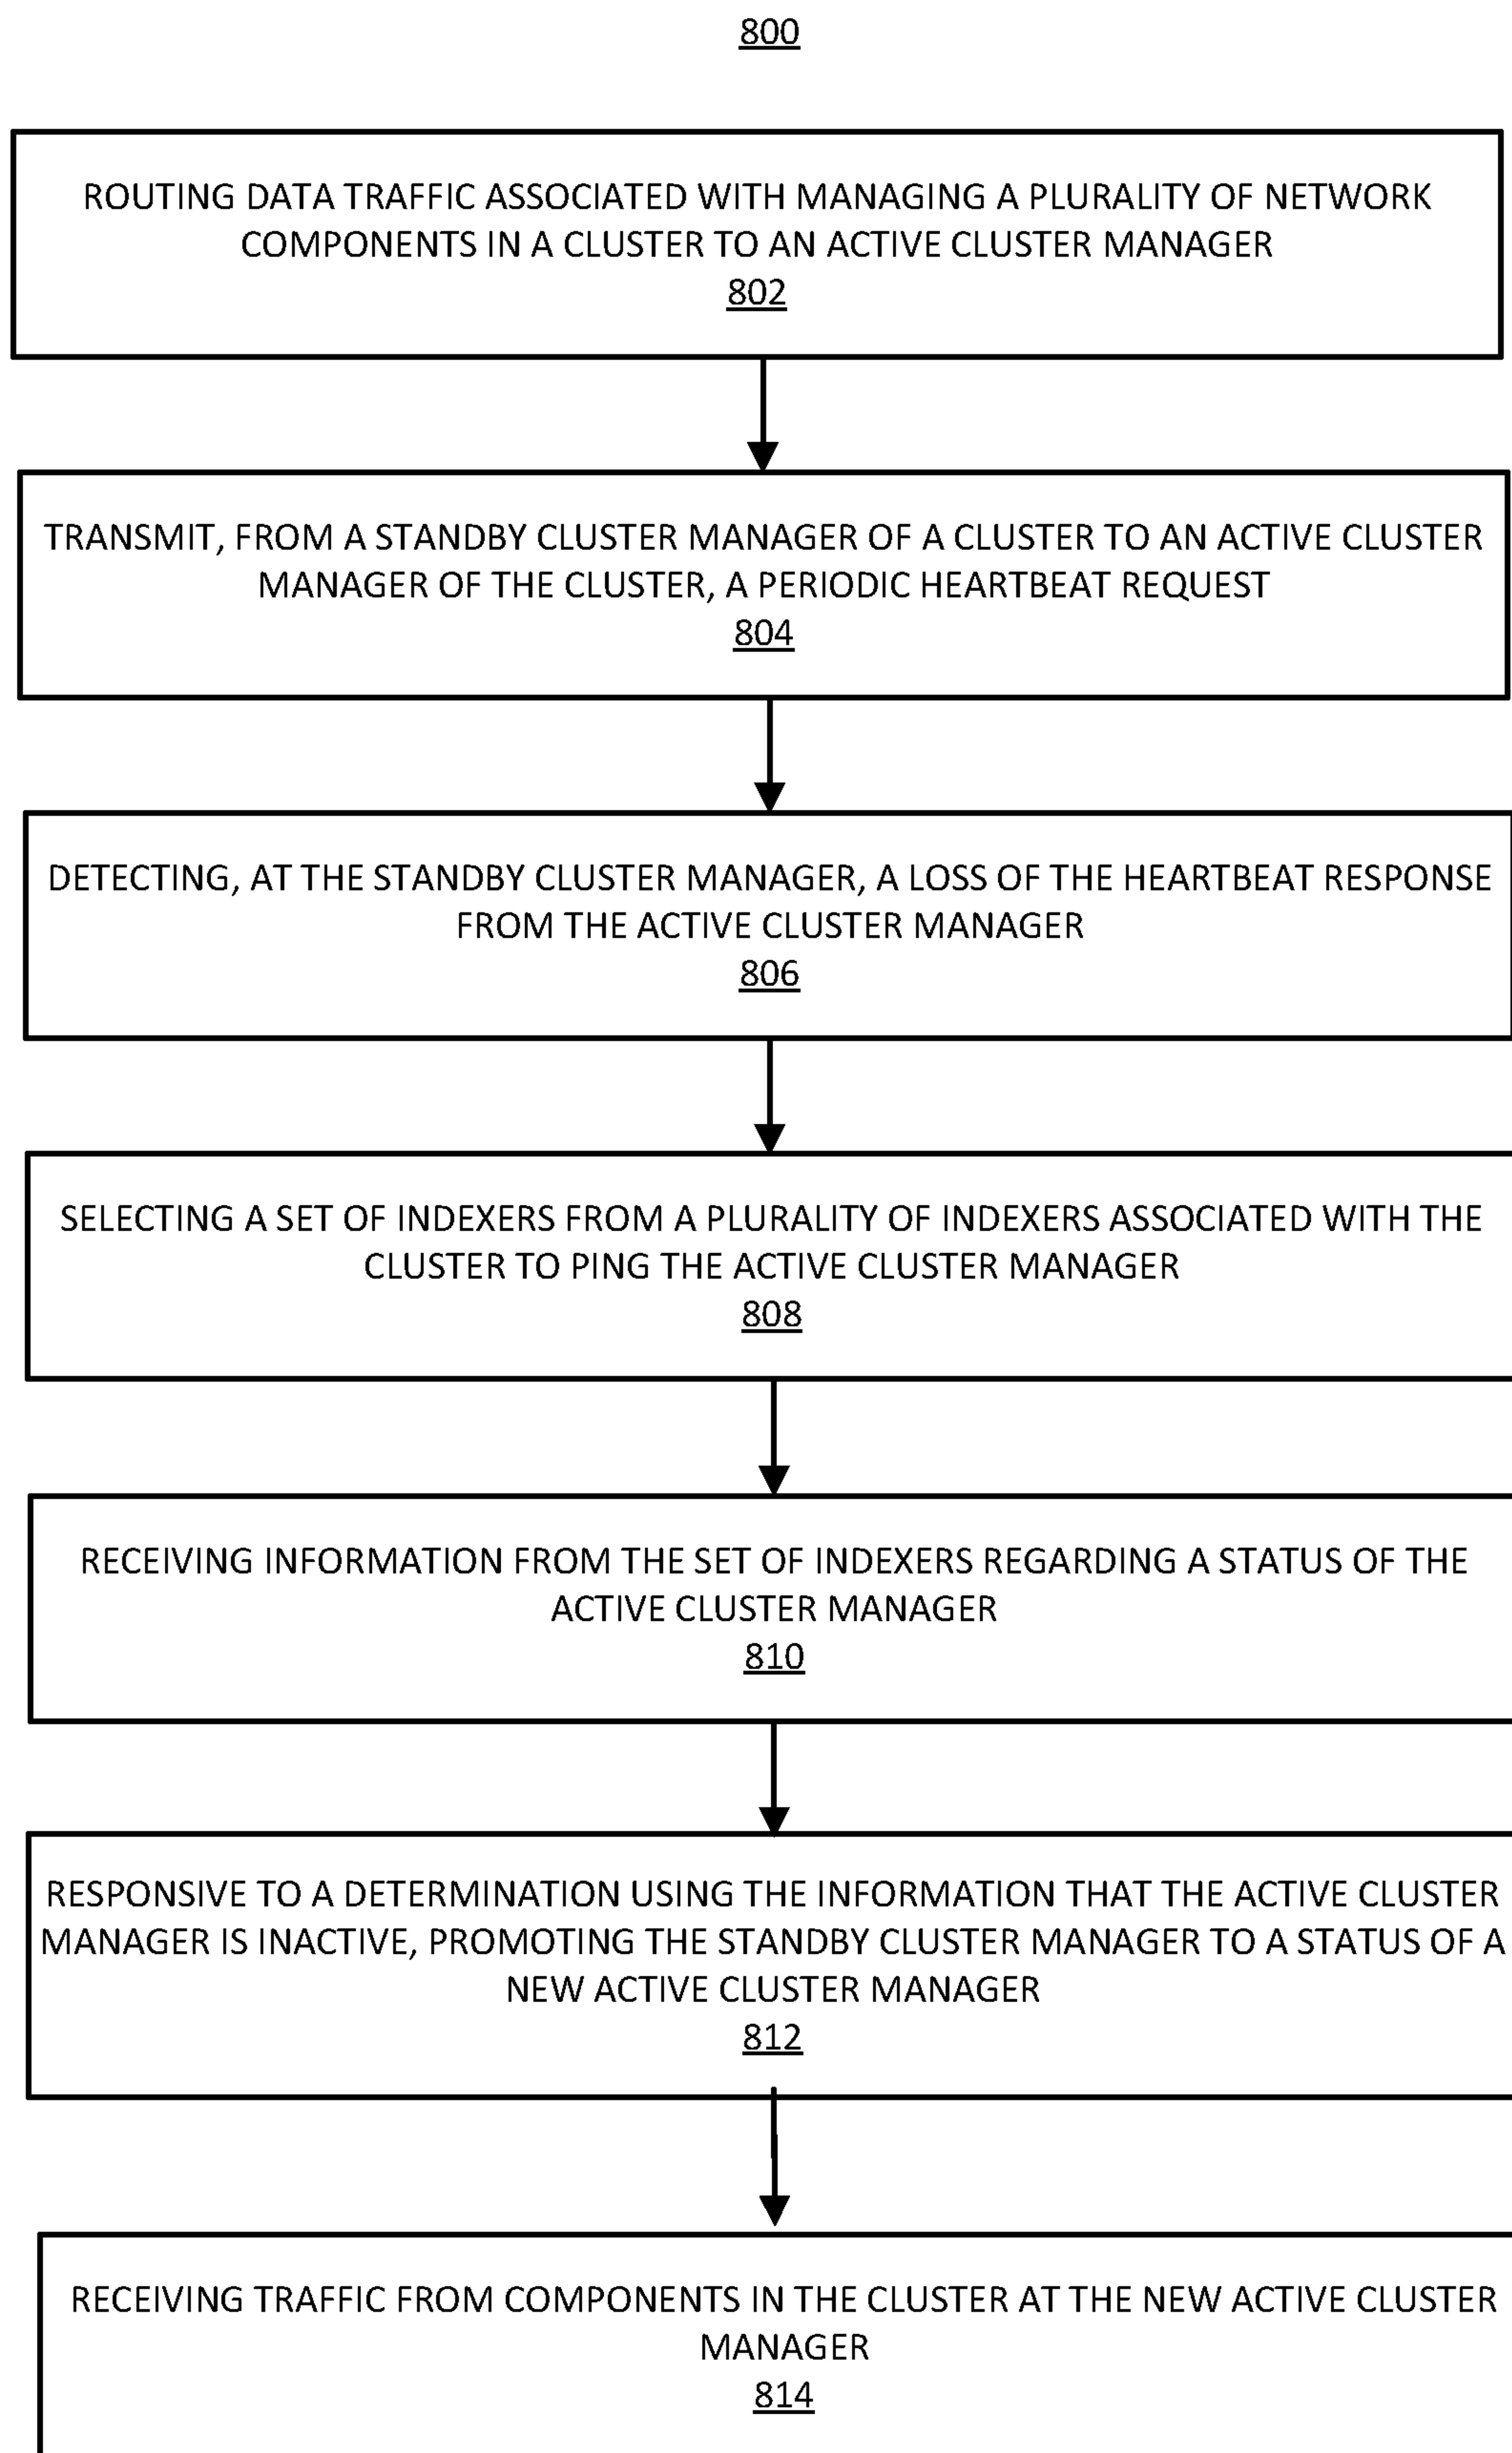 800
ROUTING DATA TRAFFIC ASSOCIATED WITH MANAGING A PLURALITY OF NETWORK
COMPONENTS IN A CLUSTER TO AN ACTIVE CLUSTER MANAGER
802
TRANSMIT, FROM A STANDBY CLUSTER MANAGER OF A CLUSTER TO AN ACTIVE CLUSTER
MANAGER OF THE CLUSTER, A PERIODIC HEARTBEAT REQUEST
804
DETECTING, AT THE STANDBY CLUSTER MANAGER, A LOSS OF THE HEARTBEAT RESPONSE
FROM THE ACTIVE CLUSTER MANAGER
806
SELECTING A SET OF INDEXERS FROM A PLURALITY OF INDEXERS ASSOCIATED WITH THE
CLUSTER TO PING THE ACTIVE CLUSTER MANAGER
808
RECEIVING INFORMATION FROM THE SET OF INDEXERS REGARDING A STATUS OF THE
ACTIVE CLUSTER MANAGER
810
RESPONSIVE TO A DETERMINATION USING THE INFORMATION THAT THE ACTIVE CLUSTER
MANAGER IS INACTIVE, PROMOTING THE STANDBY CLUSTER MANAGER TO A STATUS OF A
NEW ACTIVE CLUSTER MANAGER
812
RECEIVING TRAFFIC FROM COMPONENTS IN THE CLUSTER AT THE NEW ACTIVE CLUSTER
MANAGER
814